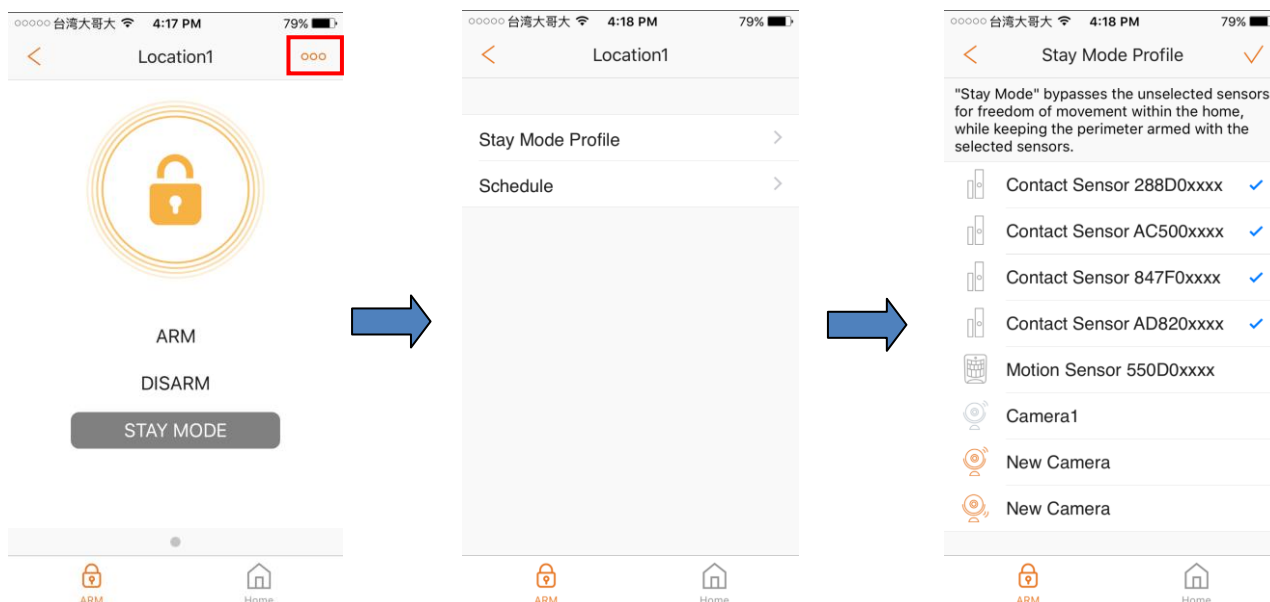 台湾大哥大 4:17 PM 79%
Location1
ARM
DISARM
STAY MODE
ARM
Home
台湾大哥大 4:18 PM 79%
Location1
Stay Mode Profile
Schedule
ARM
Home
台湾大哥大 4:18 PM 79%
Stay Mode Profile
"Stay Mode" bypasses the unselected sensors
for freedom of movement within the home,
while keeping the perimeter armed with the
selected sensors.
Contact Sensor 288D0xxxx
Contact Sensor AC500xxxx
Contact Sensor 847F0xxxx
Contact Sensor AD820xxxx
Motion Sensor 550D0xxxx
Camera1
New Camera
New Camera
ARM
Home